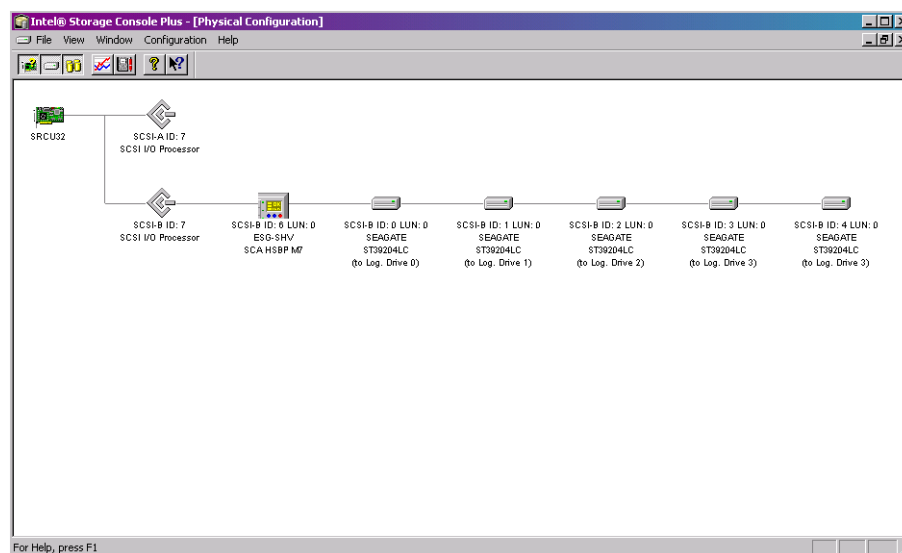 Intel® Storage Console Plus - [Physical Configuration]
File View Window Configuration Help
SRCU32
SCSI-A ID: 7
SCSI I/O Processor
SCSI-B ID: 7
SCSI I/O Processor
SCSI-B ID: 6 LUN: 0
ESG-SHV
SCA HSBP M7
SCSI-B ID: 0 LUN: 0
SEAGATE
ST39204LC
(to Log. Drive 0)
SCSI-B ID: 1 LUN: 0
SEAGATE
ST39204LC
(to Log. Drive 1)
SCSI-B ID: 2 LUN: 0
SEAGATE
ST39204LC
(to Log. Drive 2)
SCSI-B ID: 3 LUN: 0
SEAGATE
ST39204LC
(to Log. Drive 3)
SCSI-B ID: 4 LUN: 0
SEAGATE
ST39204LC
(to Log. Drive 3)
For Help, press F1